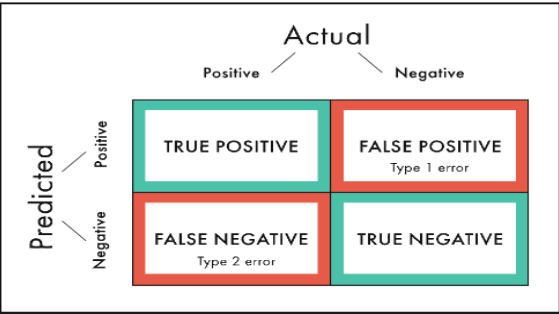 Actual
Positive
Negative
Predicted
Positive
TRUE POSITIVE
FALSE POSITIVE
Type 1 error
Negative
FALSE NEGATIVE
Type 2 error
TRUE NEGATIVE